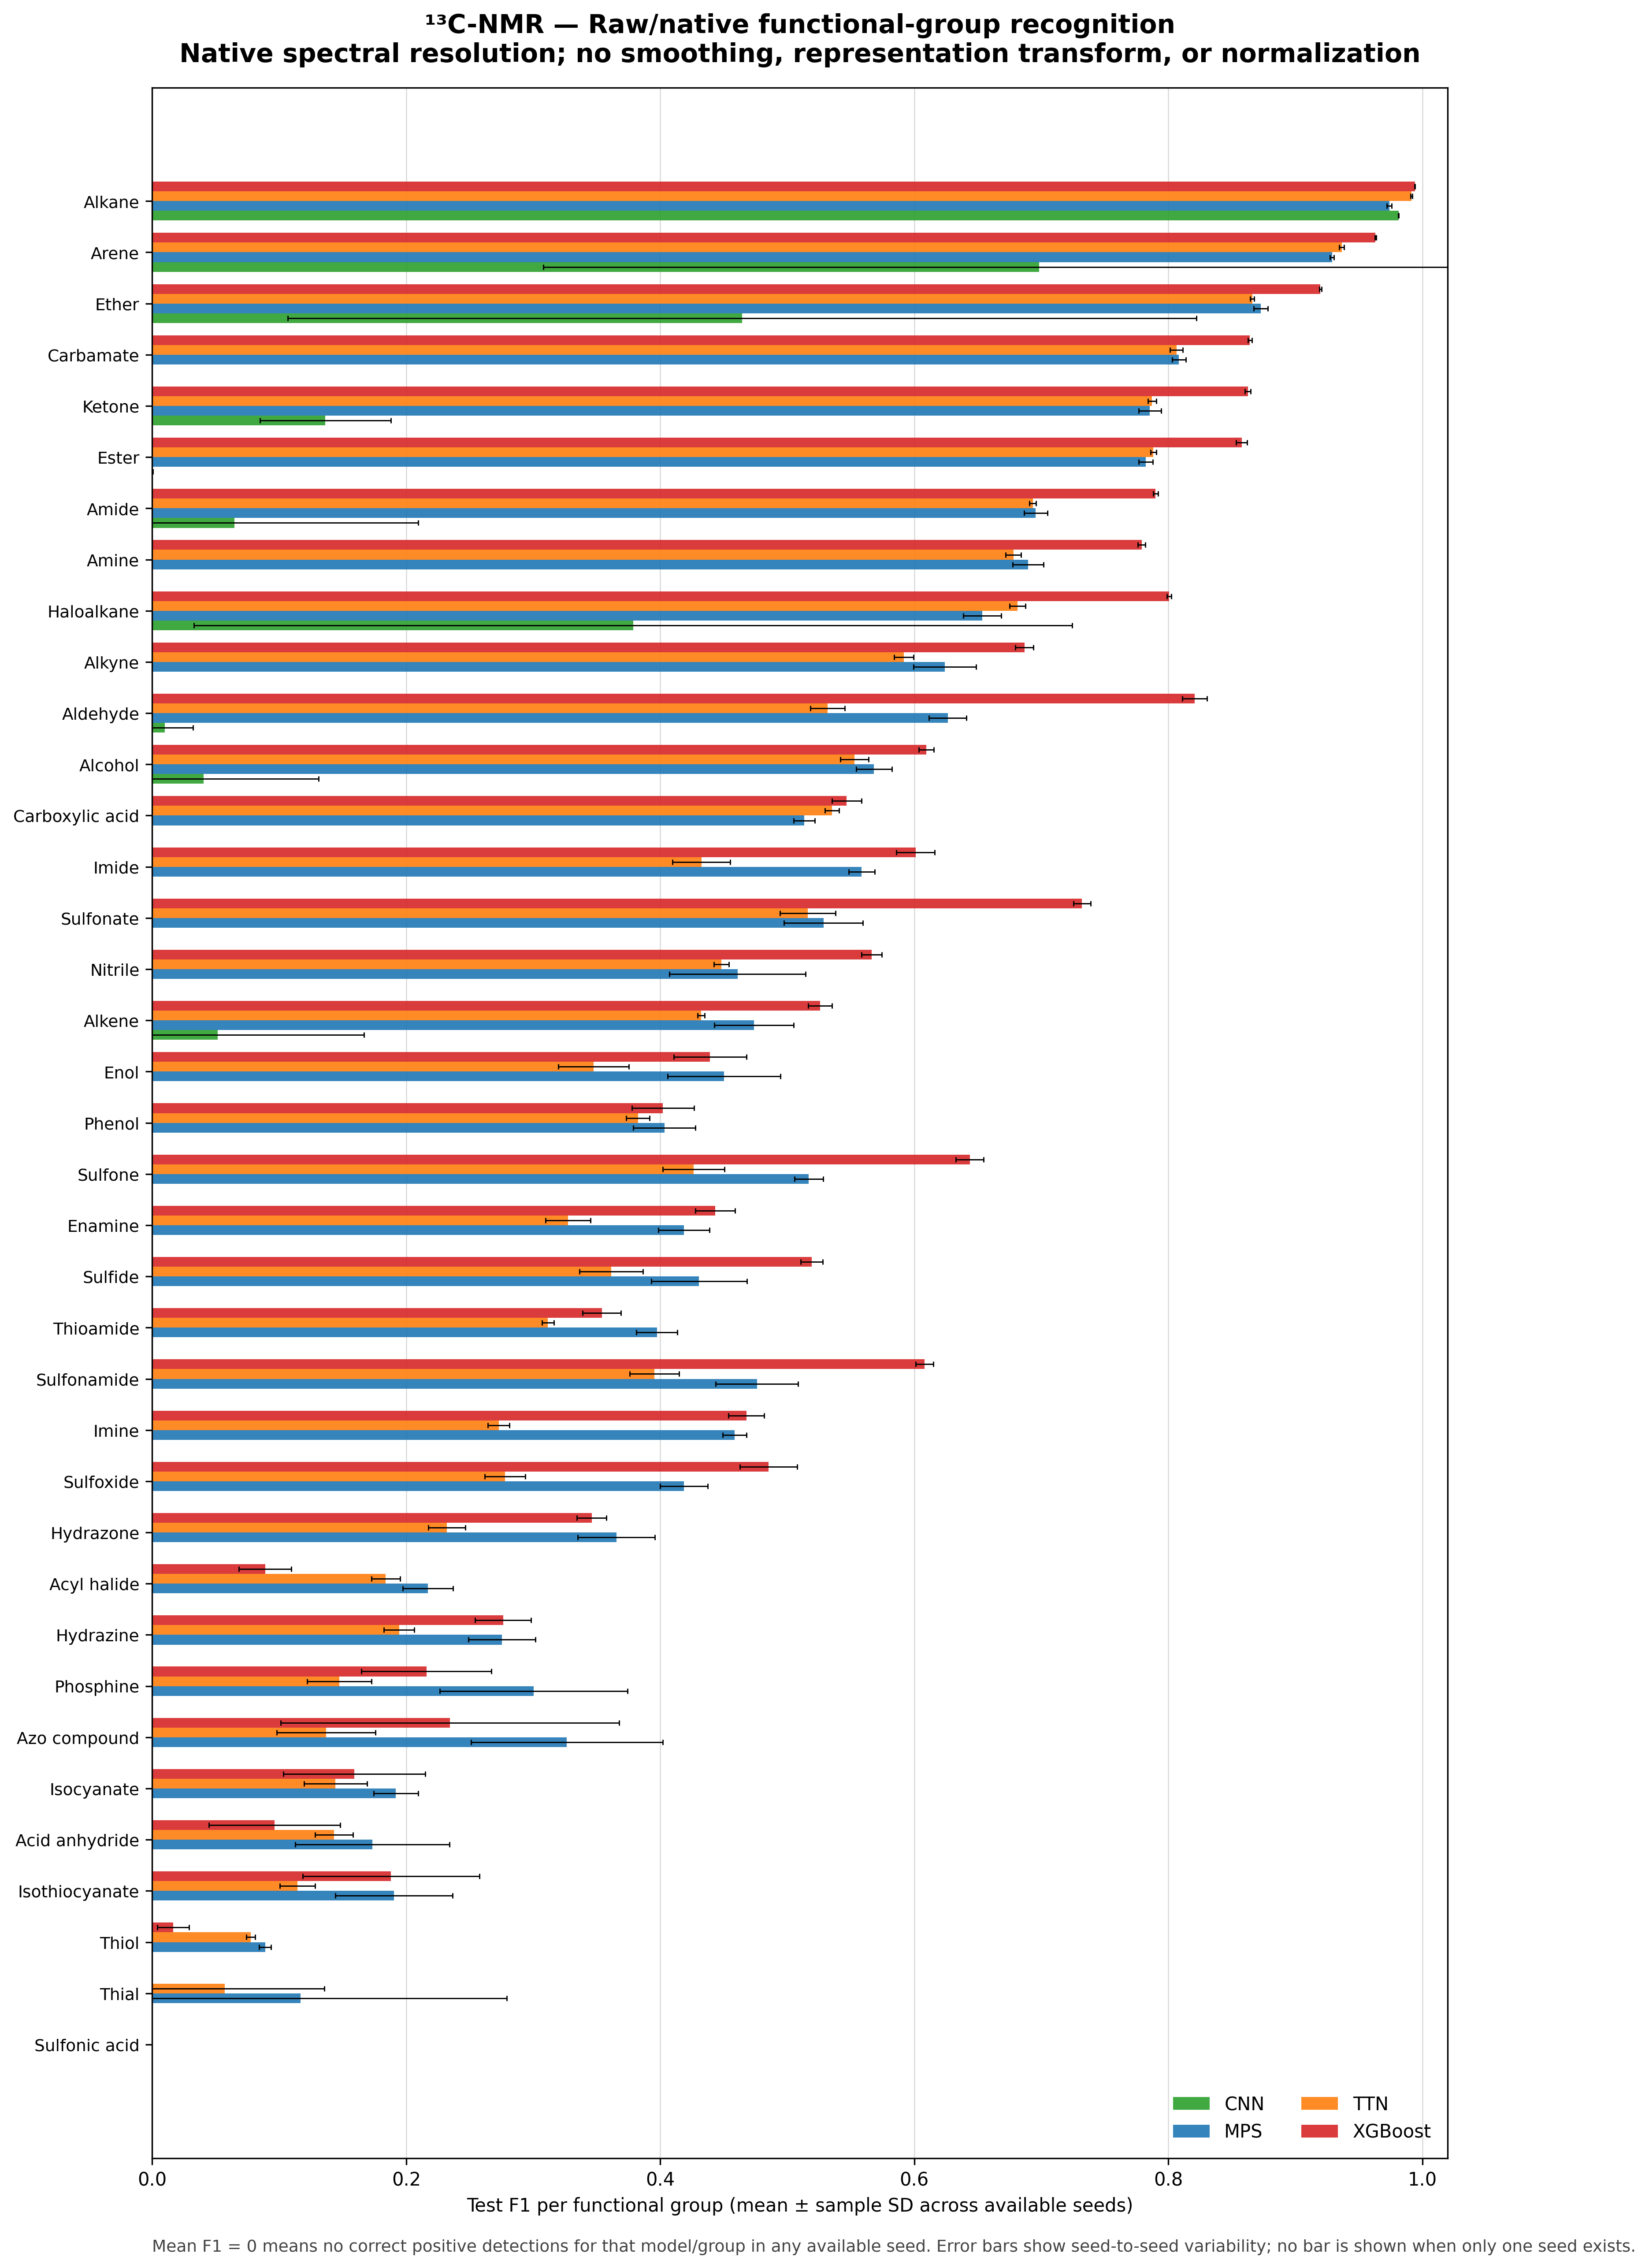 ¹³C-NMR — Raw/native functional-group recognition
Native spectral resolution; no smoothing, representation transform, or normalization
Alkane
Arene
Ether
Carbamate
Ketone
Ester
Amide
Amine
Haloalkane
Alkyne
Aldehyde
Alcohol
Carboxylic acid
Imide
Sulfonate
Nitrile
Alkene
Enol
Phenol
Sulfone
Enamine
Sulfide
Thioamide
Sulfonamide
Imine
Sulfoxide
Hydrazone
Acyl halide
Hydrazine
Phosphine
Azo compound
Isocyanate
Acid anhydride
Isothiocyanate
Thiol
Thial
Sulfonic acid
CNN
MPS
TTN
XGBoost
0.0 0.2 0.4 0.6 0.8 1.0
Test F1 per functional group (mean ± sample SD across available seeds)
Mean F1 = 0 means no correct positive detections for that model/group in any available seed. Error bars show seed-to-seed variability; no bar is shown when only one seed exists.